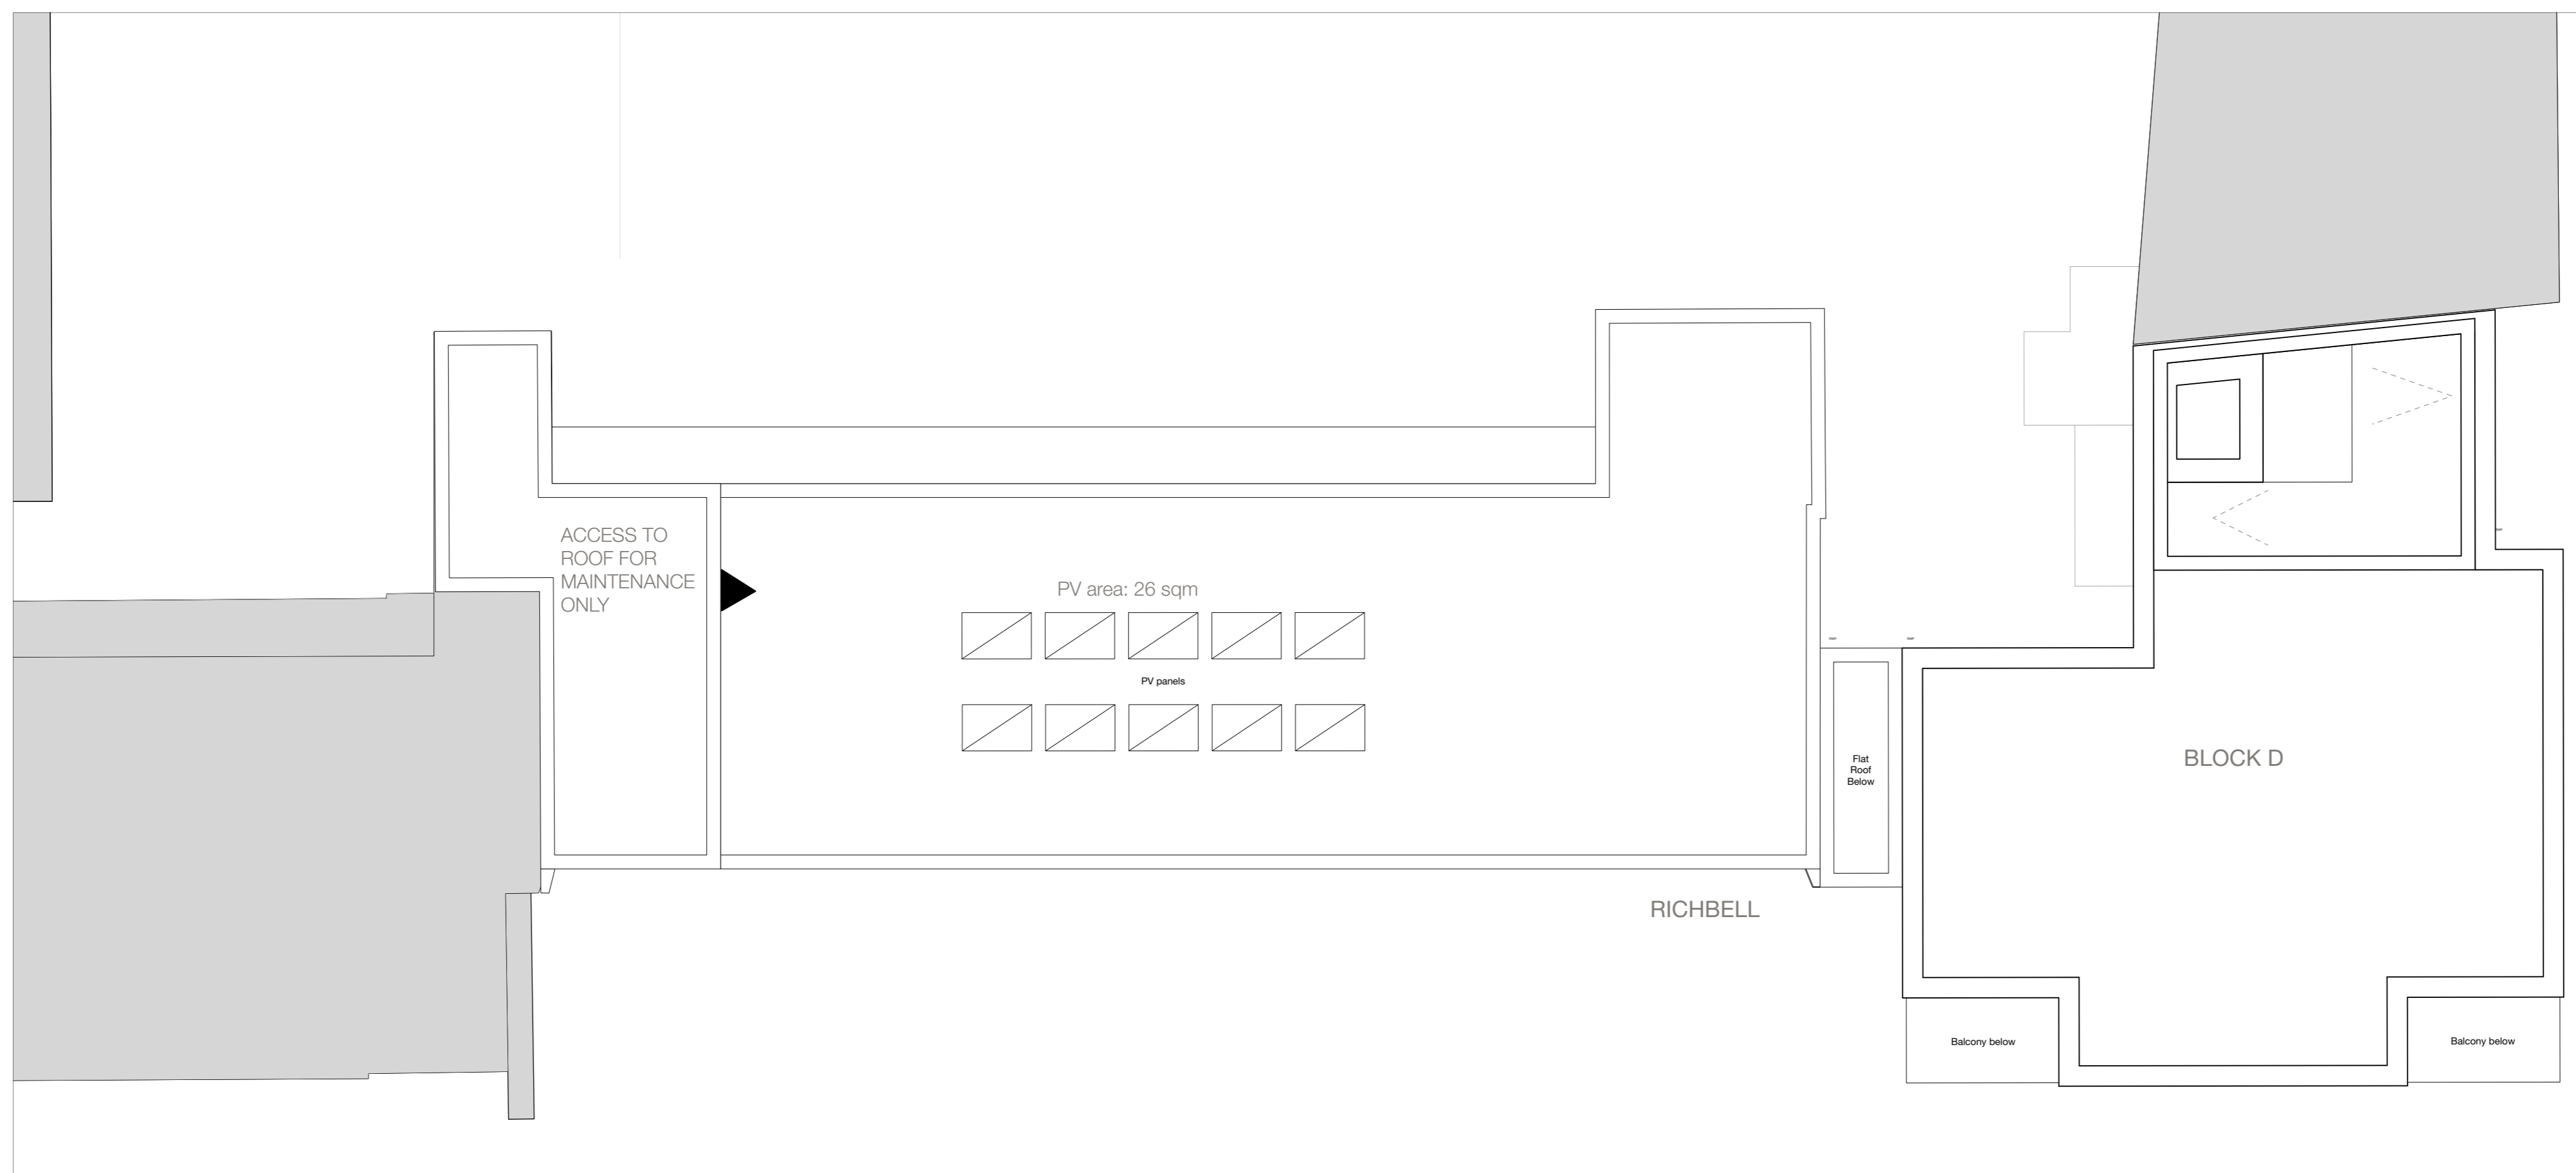 ACCESS TO
ROOF FOR
MAINTENANCE
ONLY
PV area: 26 sqm
PV panels
Flat
Roof
Below
BLOCK D
RICHBELL
Balcony below
Balcony below